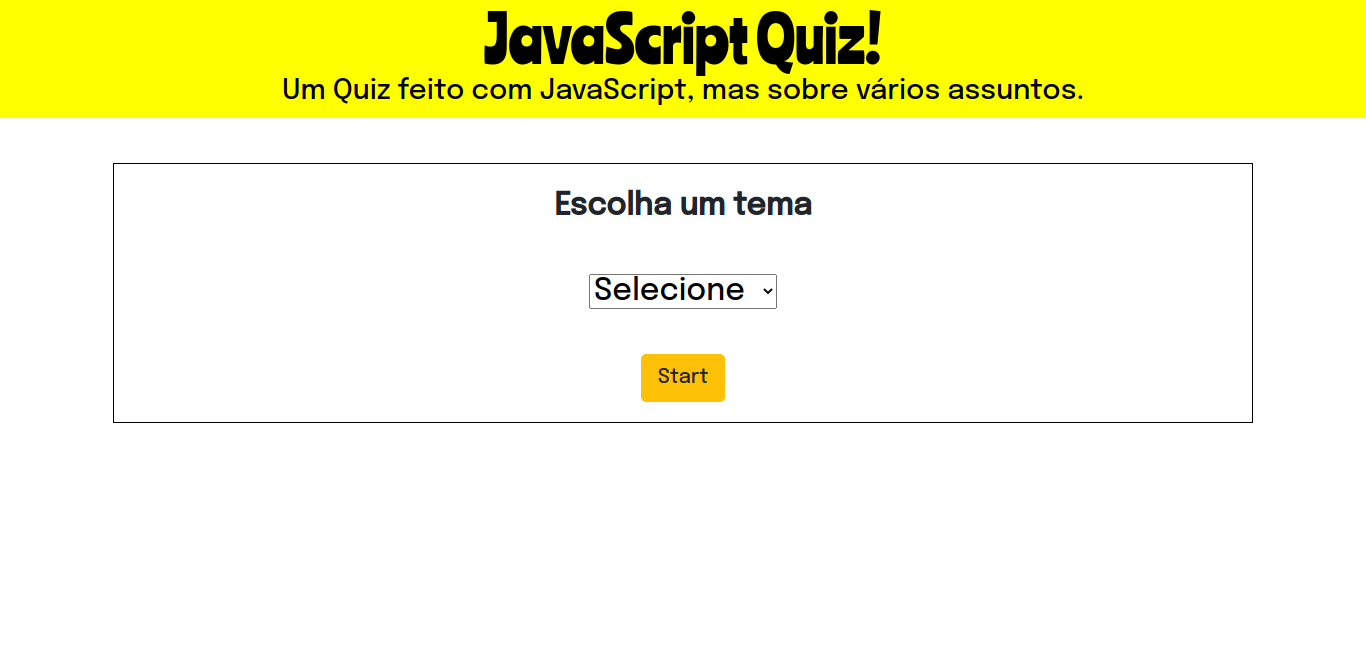 JavaScript Quiz!
Um Quiz feito com JavaScript, mas sobre vários assuntos.
Escolha um tema
Selecione
Start